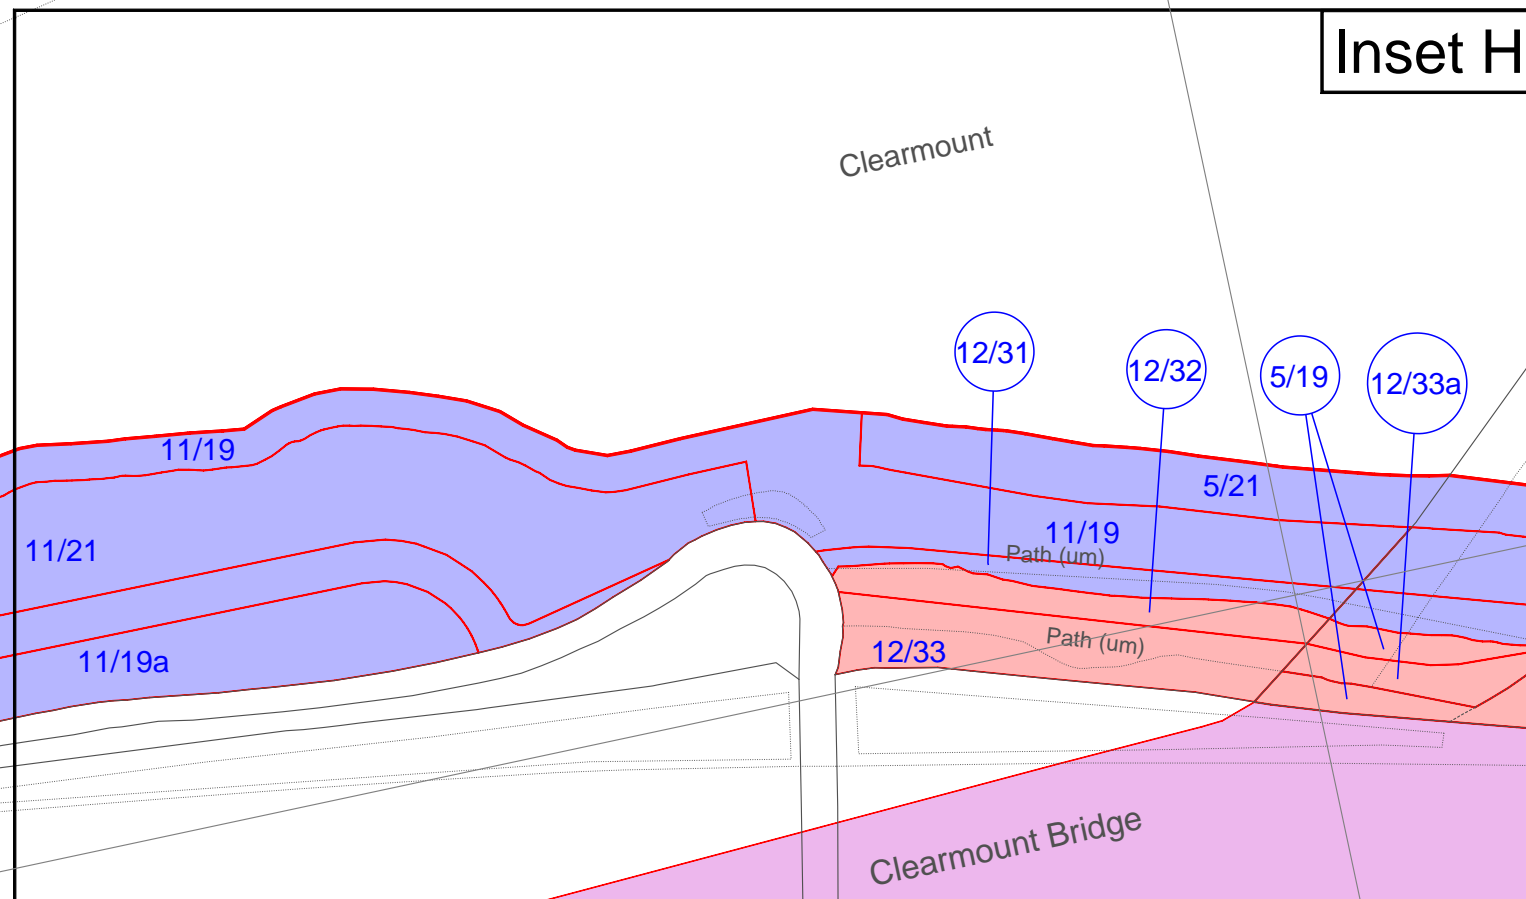 Inset H
Clearmount
12/31
12/32
5/19
12/33a
11/19
5/21
11/19
11/21
Path (um)
Path (um)
12/33
11/19a
Clearmount Bridge